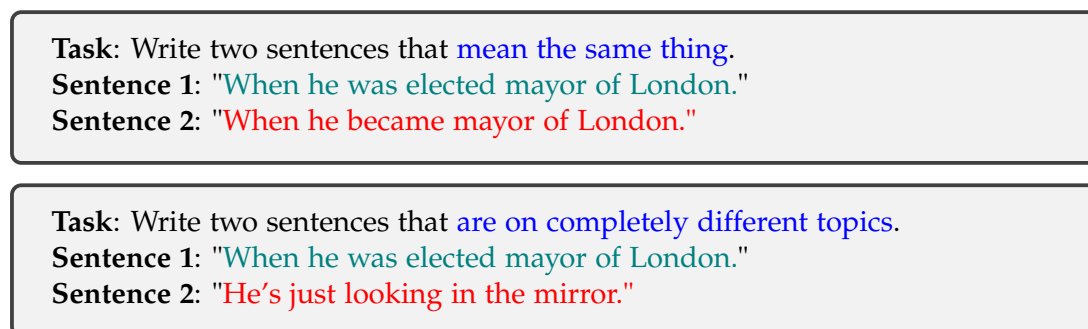 Task: Write two sentences that mean the same thing.
Sentence 1: "When he was elected mayor of London."
Sentence 2: "When he became mayor of London."
Task: Write two sentences that are on completely different topics.
Sentence 1: "When he was elected mayor of London."
Sentence 2: "He's just looking in the mirror."